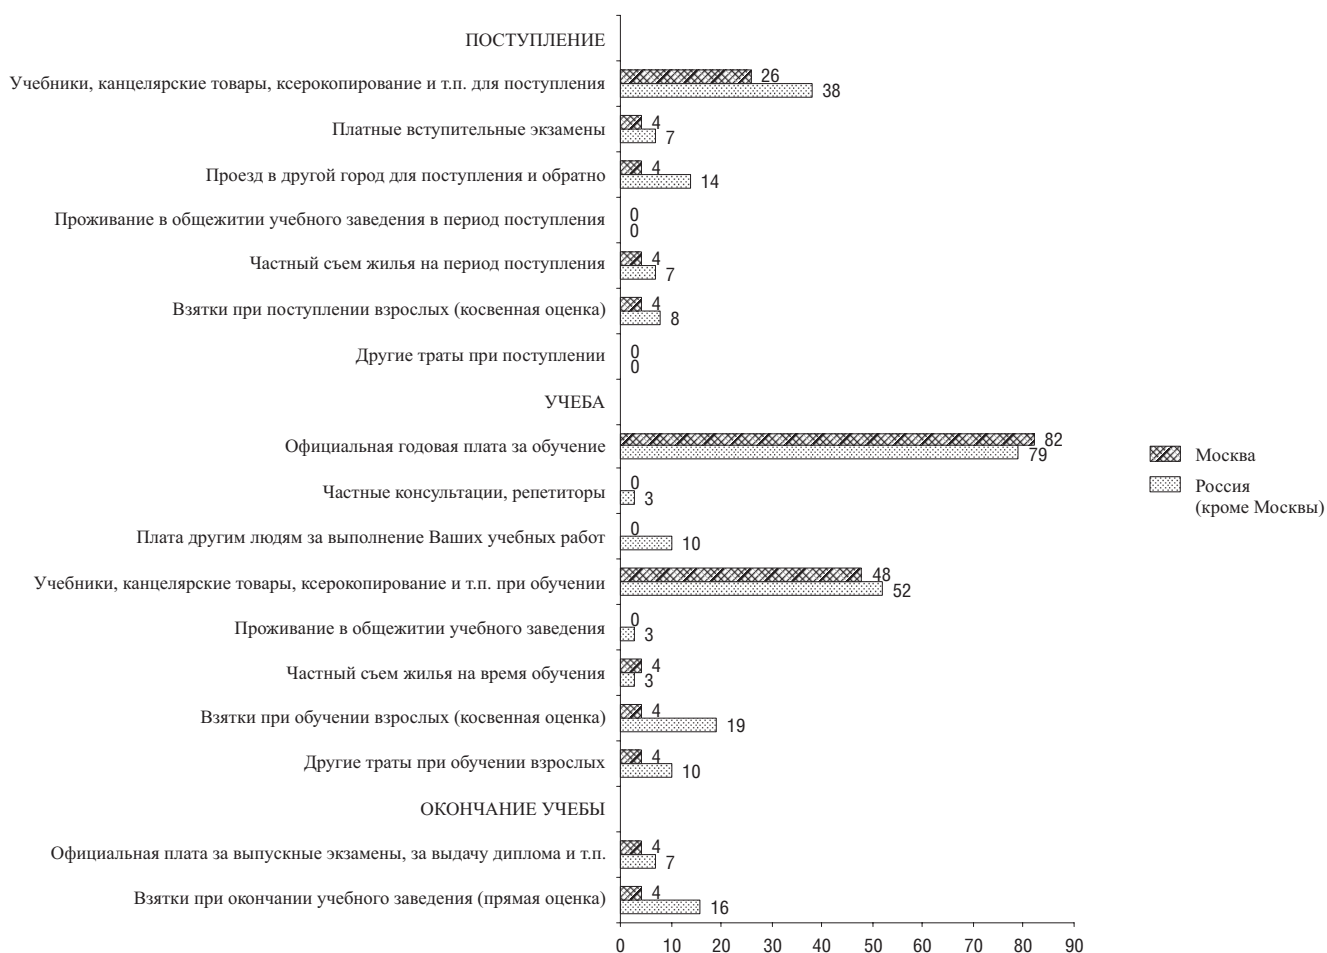 ПОСТУПЛЕНИЕ
Учебники, канцелярские товары, ксерокопирование и т.п. для поступления
26
38
Платные вступительные экзамены
4
7
Проезд в другой город для поступления и обратно
4
14
Проживание в общежитии учебного заведения в период поступления
0
0
Частный съем жилья на период поступления
4
7
Взятки при поступлении взрослых (косвенная оценка)
4
8
Другие траты при поступлении
0
0
УЧЕБА
Официальная годовая плата за обучение
82
79
Частные консультации, репетиторы
0
3
Плата другим людям за выполнение Ваших учебных работ
0
10
Учебники, канцелярские товары, ксерокопирование и т.п. при обучении
48
52
Проживание в общежитии учебного заведения
0
3
Частный съем жилья на время обучения
4
3
Взятки при обучении взрослых (косвенная оценка)
4
19
Другие траты при обучении взрослых
4
10
ОКОНЧАНИЕ УЧЕБЫ
Официальная плата за выпускные экзамены, за выдачу диплома и т.п.
4
7
Взятки при окончании учебного заведения (прямая оценка)
4
16
0 10 20 30 40 50 60 70 80 90
Москва
Россия
(кроме Москвы)